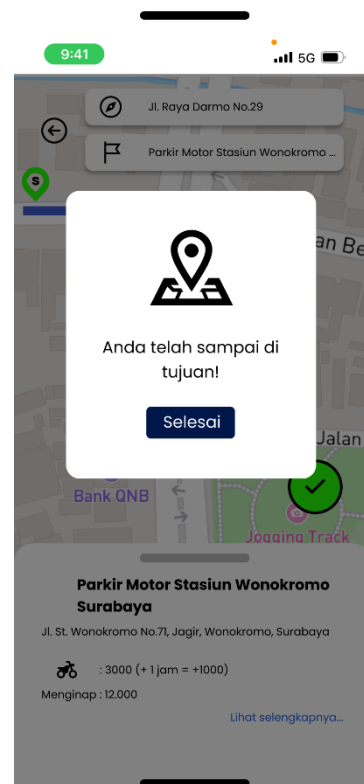 9:41
5G
Jl. Raya Darmo No.29
Parkir Motor Stasiun Wonokromo ...
S
an Be
Anda telah sampai di
tujuan!
Selesai
Jalan
Bank QNB
Jogging Track
Parkir Motor Stasiun Wonokromo
Surabaya
Jl. St. Wonokromo No.71, Jagir, Wonokromo, Surabaya
: 3000 (+ 1 jam = +1000)
Menginap : 12.000
Lihat selengkapnya...